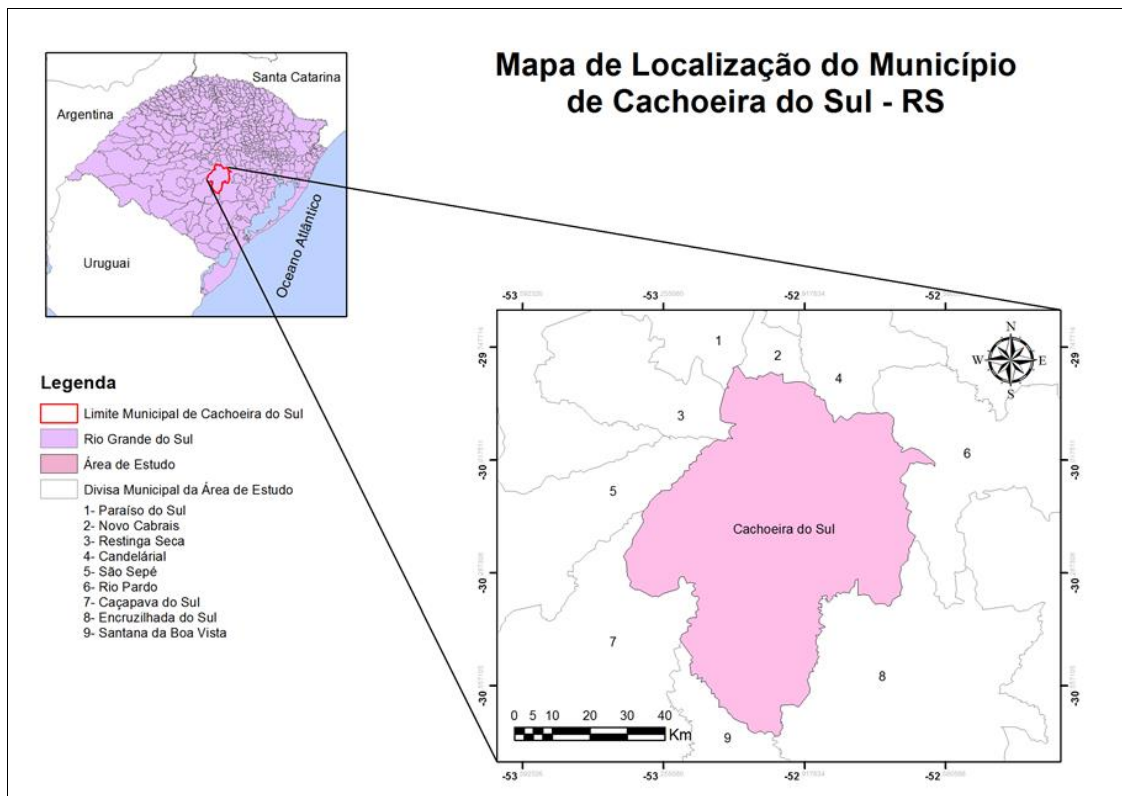 Mapa de Localização do Município
de Cachoeira do Sul - RS
Santa Catarina
Argentina
Uruguai
Oceano Atlântico
Legenda
Limite Municipal de Cachoeira do Sul
Rio Grande do Sul
Área de Estudo
Divisa Municipal da Área de Estudo
1- Paraíso do Sul
2- Novo Cabrais
3- Restinga Seca
4- Candelárial
5- São Sepé
6- Rio Pardo
7- Caçapava do Sul
8- Encruzilhada do Sul
9- Santana da Boa Vista
-53 -53 -52 -52
-29
-30
-30
-30
N
W E
S
1
2
4
3
6
5
Cachoeira do Sul
7
8
9
0 5 10 20 30 40
Km
-29
-30
-30
-30
-53 -53 -52 -52